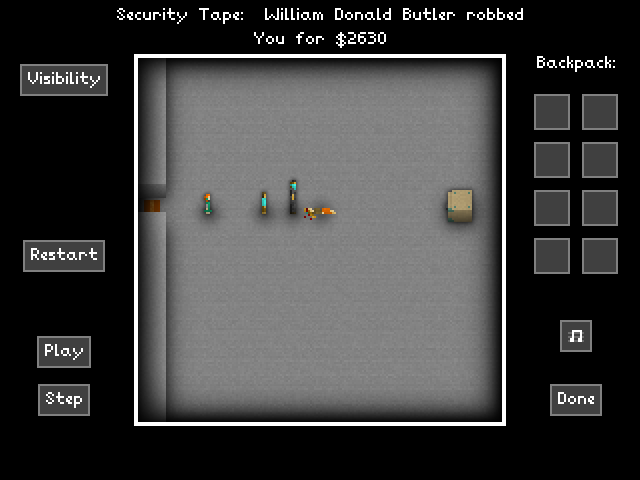 Security Tape:  William Donald Butler robbed
You for $2630
Backpack:
Visibility
Restart
Play
Step
Done